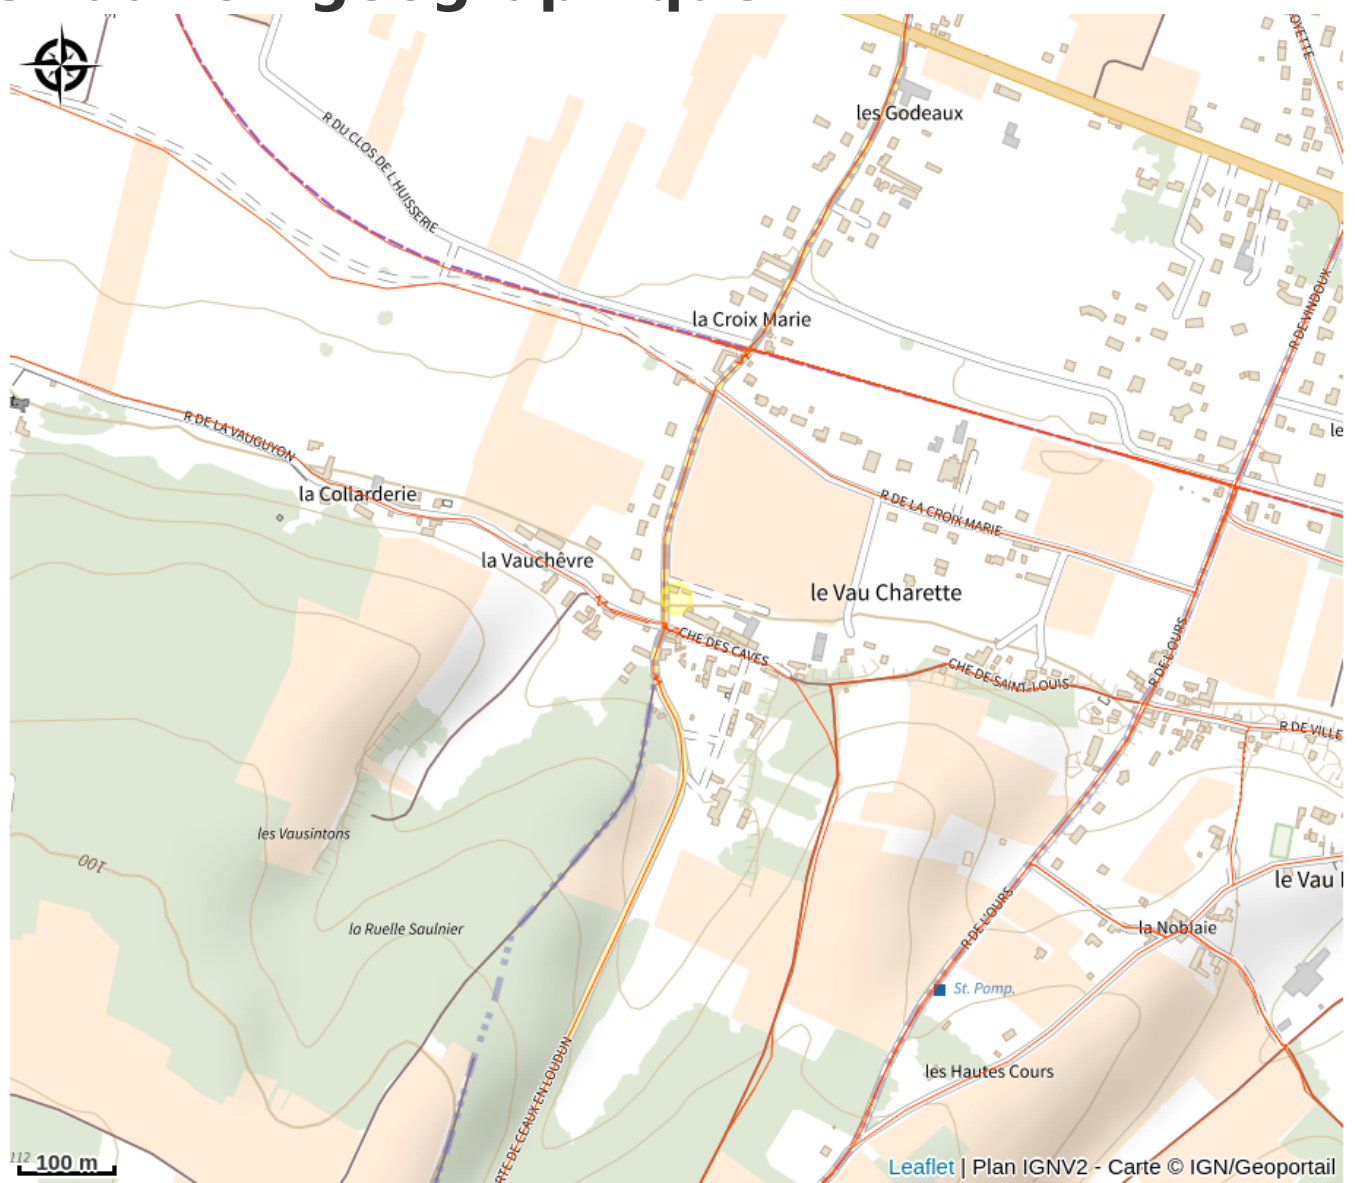 les Godeaux
R DU CLOS DE L'HUISSERIE
R DE VINDOUX
la Croix Marie
R DE LA VAUGUYON
la Collarderie
R DE LA CROIX MARIE
la Vauchêvre
le Vau Charette
CHE DES CAVES
R DE L'OURS
CHE DE SAINT-LOUIS
R DE VILLE
les Vausintons
100
le Vau
la Ruelle Saulnier
R DE L'OURS
la Noblaie
St. Pomp.
les Hautes Cours
RTE DE CEAUX EN LOUDUN
112
100 m
Leaflet | Plan IGNV2 - Carte © IGN/Geoportail